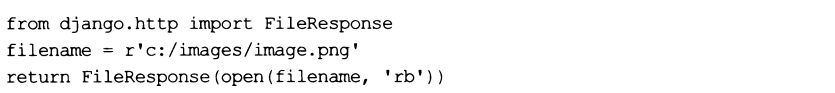 from django.http import FileResponse
filename = r'c:/images/image.png'
return FileResponse(open(filename, 'rb'))